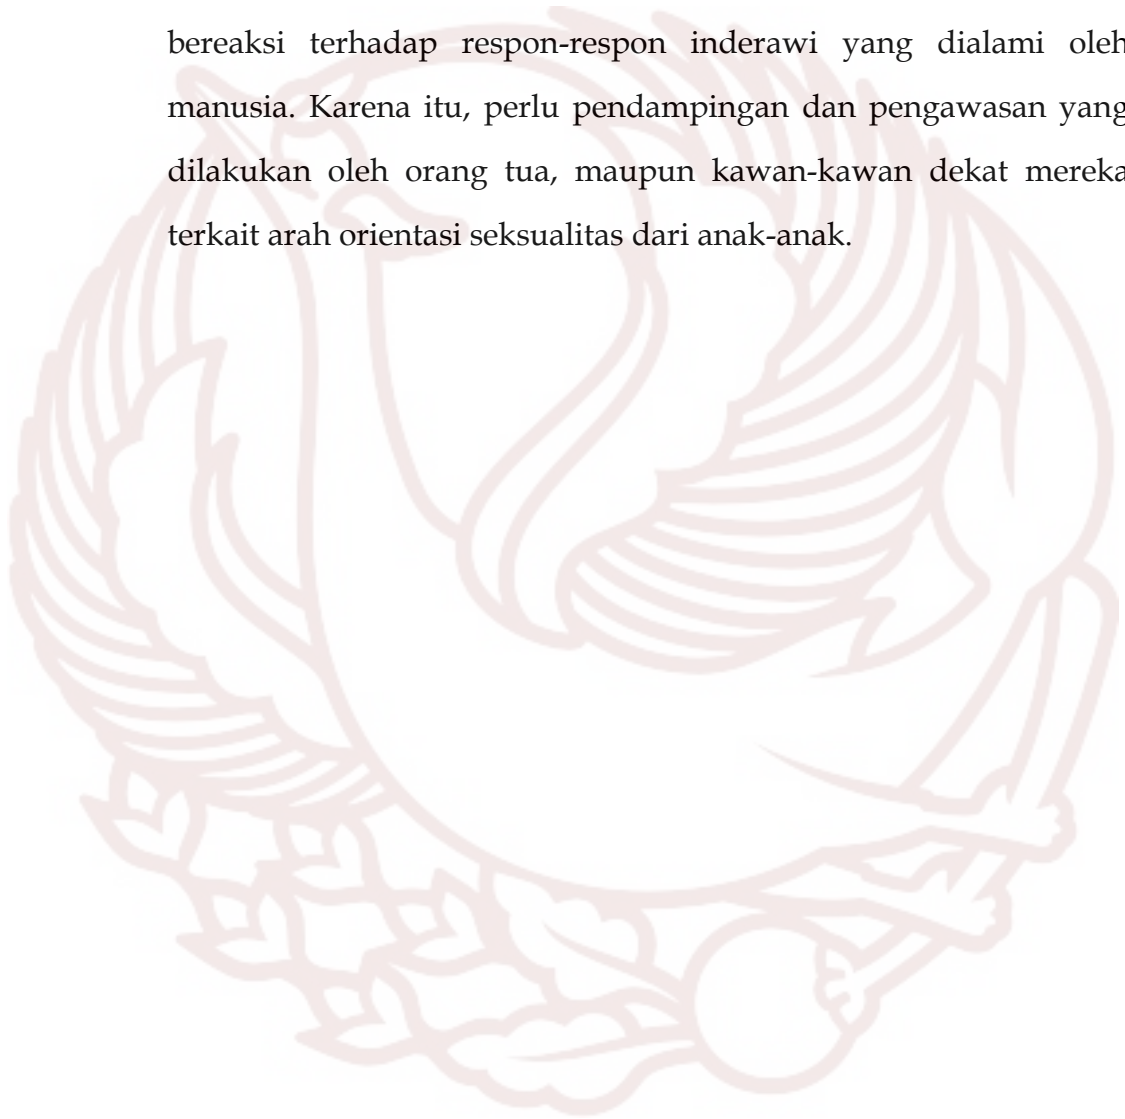 bereaksi terhadap respon-respon inderawi yang dialami oleh
manusia. Karena itu, perlu pendampingan dan pengawasan yang
dilakukan oleh orang tua, maupun kawan-kawan dekat mereka
terkait arah orientasi seksualitas dari anak-anak.